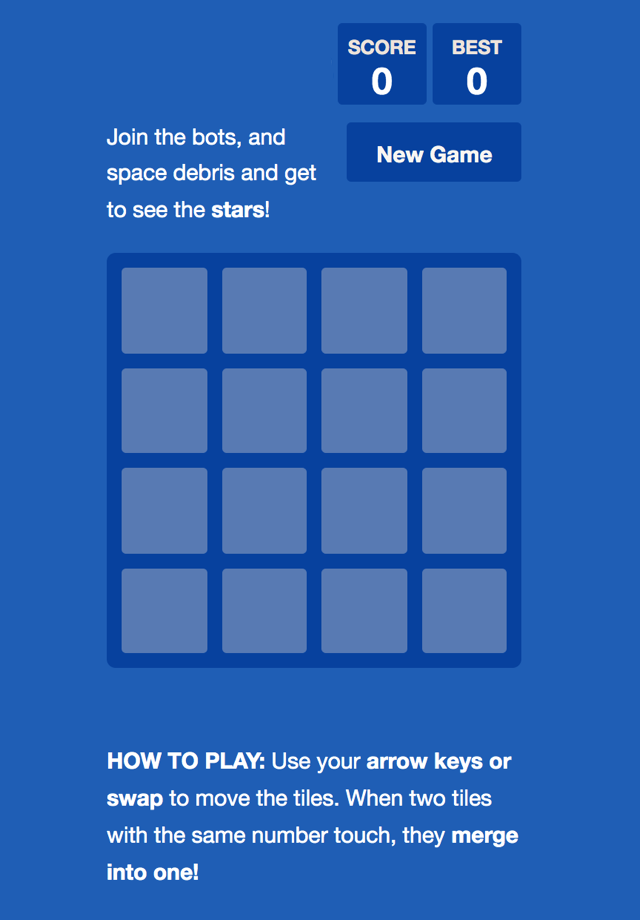 SCORE
0
BEST
0
Join the bots, and
space debris and get
to see the stars!
New Game
HOW TO PLAY: Use your arrow keys or
swap to move the tiles. When two tiles
with the same number touch, they merge
into one!